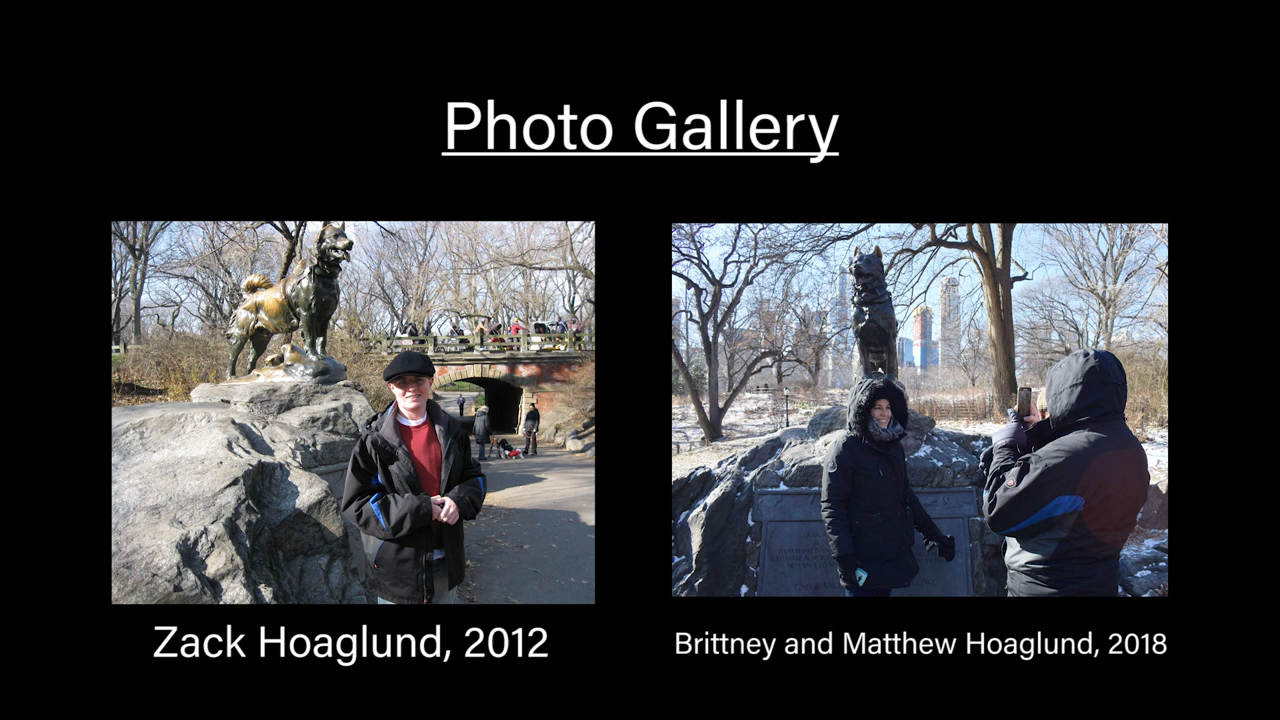 Photo Gallery
Zack Hoaglund, 2012
Brittney and Matthew Hoaglund, 2018